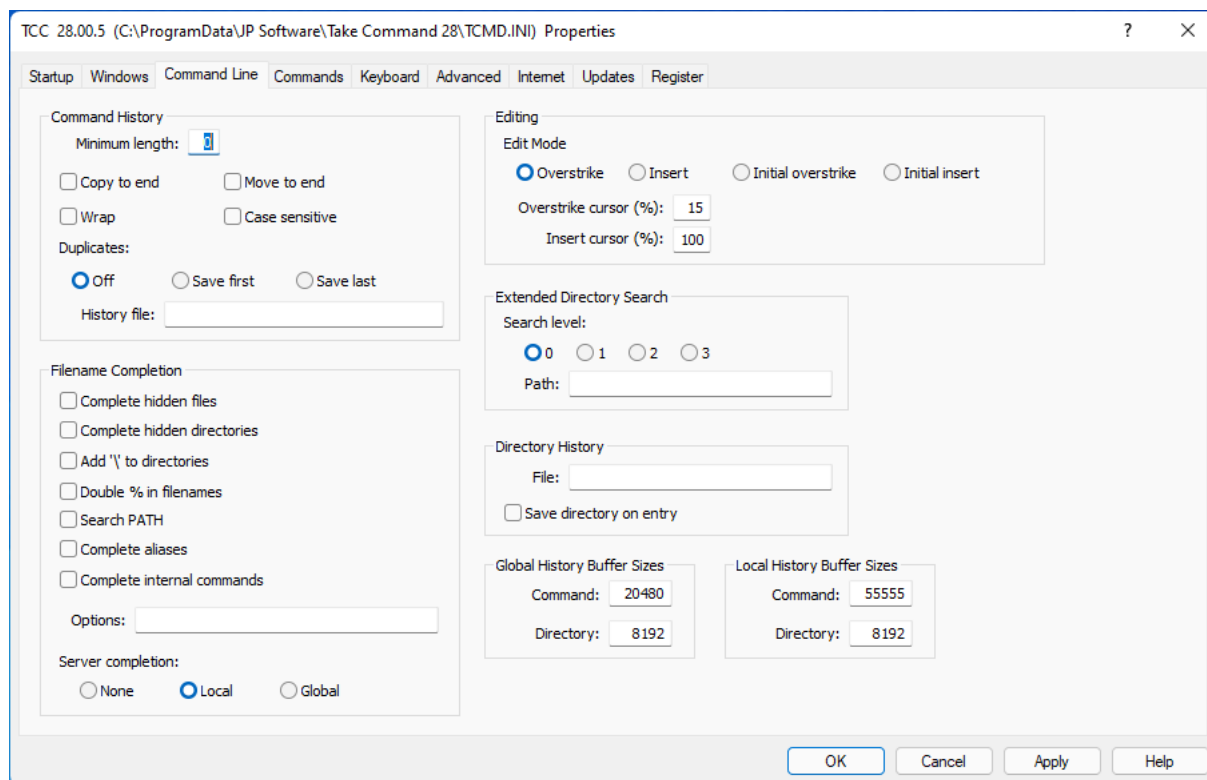 TCC 28.00.5 (C:\ProgramData\JP Software\Take Command 28\TCMD.INI) Properties
Startup Windows Command Line Commands Keyboard Advanced Internet Updates Register
Command History
Minimum length: 0
Copy to end Move to end
Wrap Case sensitive
Duplicates:
Off Save first Save last
History file:
Filename Completion
Complete hidden files
Complete hidden directories
Add '\' to directories
Double % in filenames
Search PATH
Complete aliases
Complete internal commands
Options:
Server completion:
None Local Global
Editing
Edit Mode
Overstrike Insert Initial overstrike Initial insert
Overstrike cursor (%): 15
Insert cursor (%): 100
Extended Directory Search
Search level:
0 1 2 3
Path:
Directory History
File:
Save directory on entry
Global History Buffer Sizes
Command: 20480
Directory: 8192
Local History Buffer Sizes
Command: 55555
Directory: 8192
OK Cancel Apply Help